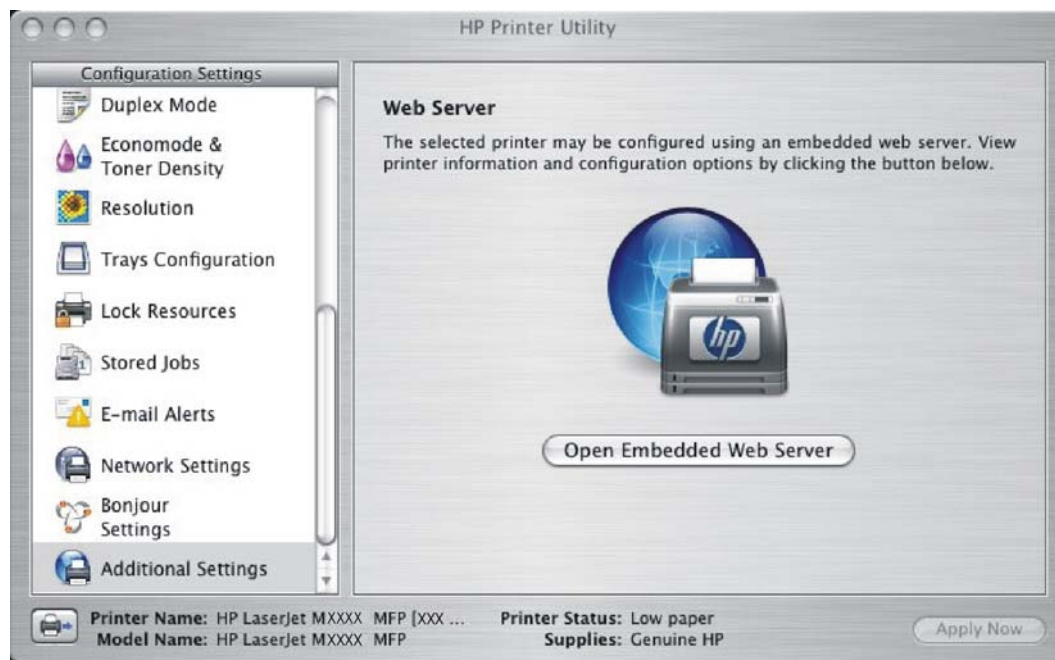 HP Printer Utility
Configuration Settings
Duplex Mode
Economode &
Toner Density
Resolution
Trays Configuration
Lock Resources
Stored Jobs
E-mail Alerts
Network Settings
Bonjour
Settings
Additional Settings
Web Server
The selected printer may be configured using an embedded web server. View
printer information and configuration options by clicking the button below.
hp
Open Embedded Web Server
Printer Name: HP LaserJet MXXXX MFP [XXX ...
Model Name: HP LaserJet MXXXX MFP
Printer Status: Low paper
Supplies: Genuine HP
Apply Now